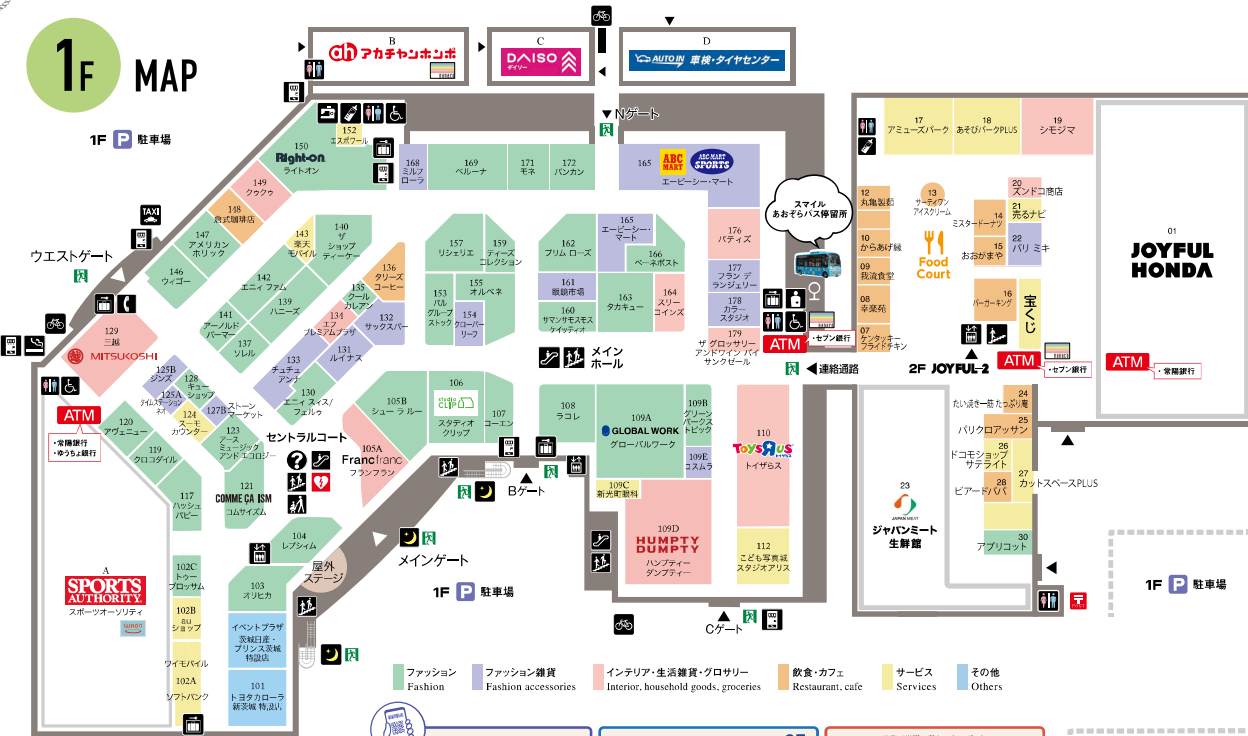 1F MAP
1F P 駐車場
B
ah アカチャンホンポ
C
DAISO
ダイソー
D
AUTO IN 車検・タイヤセンター
Nゲート
152
エスポワール
150
Right-on
ライトオン
149
クゥクゥ
148
倉式珈琲店
147
アメリカン
ホリック
146
ウィゴー
TAXI
ウエストゲート
168
ミルフ
ローラ
169
ベルーナ
171
モネ
172
パンカン
165
ABC
MART
ABC-MART
SPORTS
エービーシー・マート
スマイル
あおぞらバス停留所
143
楽天
モバイル
140
ザ
ショップ
ティーケー
142
エニィファム
139
ハニーズ
141
アーノルド
パーマー
137
ソレル
136
タリーズ
コーヒー
135
クール
カレアン
134
エフ
プレミアムプラザ
132
サックスバー
131
ルイナス
133
チュチュ
アンナ
130
エニィ スィス/
フェルゥ
157
リシェリエ
159
ティーズ
コレクション
153
パル
グループ
ストック
155
オルベネ
154
クローバー
リーフ
162
プリム ローズ
165
エービーシー・
マート
166
ベーネポスト
161
眼鏡市場
160
サマンサモスモス
ケイッティオ
163
タカキュー
164
スリー
コインズ
176
パティズ
177
フラン デ
ランジェリー
178
カラー
スタジオ
179
ザ グロッサリー
アンドワイン バイ
サンクゼール
ATM
・セブン銀行
連絡通路
メイン
ホール
129
三越
MITSUKOSHI
ATM
・常陽銀行
・ゆうちょ銀行
125B
ジンズ
125A
タイムステーション
ネオ
128
キュー
ショップ
127B
ストーン
マーケット
124
スーモ
カウンター
123
アース
ミュージック
アンド エコロジー
120
アヴェニュー
119
クロコダイル
117
ハッシュ
パピー
121
COMME ÇA ISM
コムサイズム
セントラルコート
105B
シュー ラ ルー
105A
Francfranc
フランフラン
106
studio
CLIP
スタジオ
クリップ
107
コーエン
108
ラコレ
109A
GLOBAL WORK
グローバルワーク
109B
グリーン
パークス
トピック
109E
コスムラ
109C
新光町眼科
109D
HUMPTY
DUMPTY
ハンプティー
ダンプティー
110
ToysЯUs
トイザらス
112
こども写真城
スタジオアリス
Bゲート
Cゲート
メインゲート
1F P 駐車場
104
レプシィム
屋外
ステージ
103
オリヒカ
102C
トゥー
ブロッサム
102B
au
ショップ
ワイモバイル
102A
ソフトバンク
イベントプラザ
茨城日産・
プリンス茨城
特設店
101
トヨタカローラ
新茨城 特設店
A
SPORTS
AUTHORITY
スポーツオーソリティ
waon
17
アミューズパーク
18
あそびパークPLUS
19
シモジマ
12
丸亀製麺
10
からあげ縁
09
我流食堂
08
幸楽苑
07
ケンタッキー
フライドチキン
13
サーティワン
アイスクリーム
Food
Court
14
ミスタードーナツ
15
おおがまや
20
ズンドコ商店
21
売るナビ
22
パリ ミキ
16
バーガーキング
宝くじ
2F JOYFUL-2
ATM
・セブン銀行
01
JOYFUL
HONDA
ATM
・常陽銀行
24
たい焼き一筋 たっぷり庵
25
パリクロアッサン
26
ドコモショップ
サテライト
27
カットスペースPLUS
28
ビアードパパ
30
アプリコット
23
JAPAN MEAT
ジャパンミート
生鮮館
1F P 駐車場
ファッション
Fashion
ファッション雑貨
Fashion accessories
インテリア・生活雑貨・グロサリー
Interior, household goods, groceries
飲食・カフェ
Restaurant, cafe
サービス
Services
その他
Others